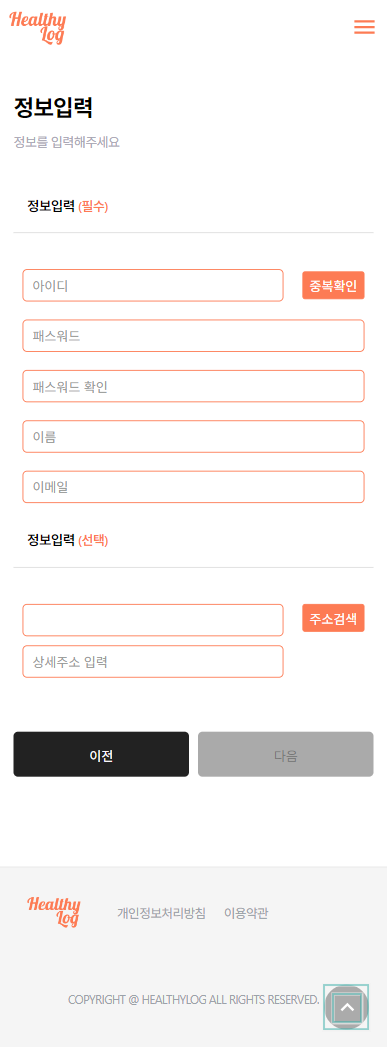 Healthy
Log
정보입력
정보를 입력해주세요
정보입력 (필수)
아이디
중복확인
패스워드
패스워드 확인
이름
이메일
정보입력 (선택)
주소검색
상세주소 입력
이전 다음
Healthy
Log
개인정보처리방침 이용약관
COPYRIGHT @ HEALTHYLOG ALL RIGHTS RESERVED.